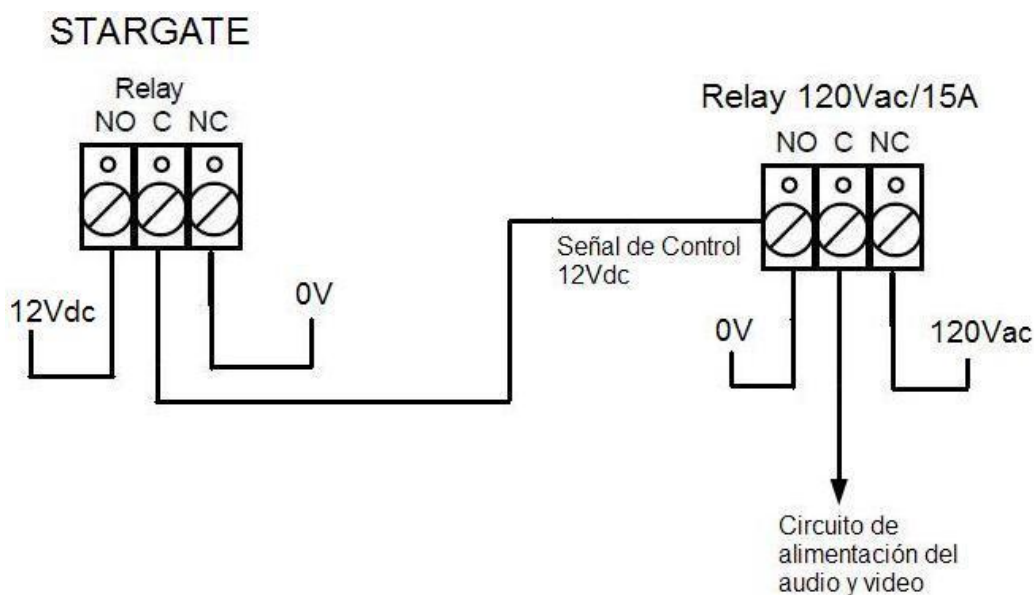 STARGATE
Relay
NO C NC
12Vdc
0V
Señal de Control
12Vdc
Relay 120Vac/15A
NO C NC
0V
120Vac
Circuito de
alimentación del
audio y video